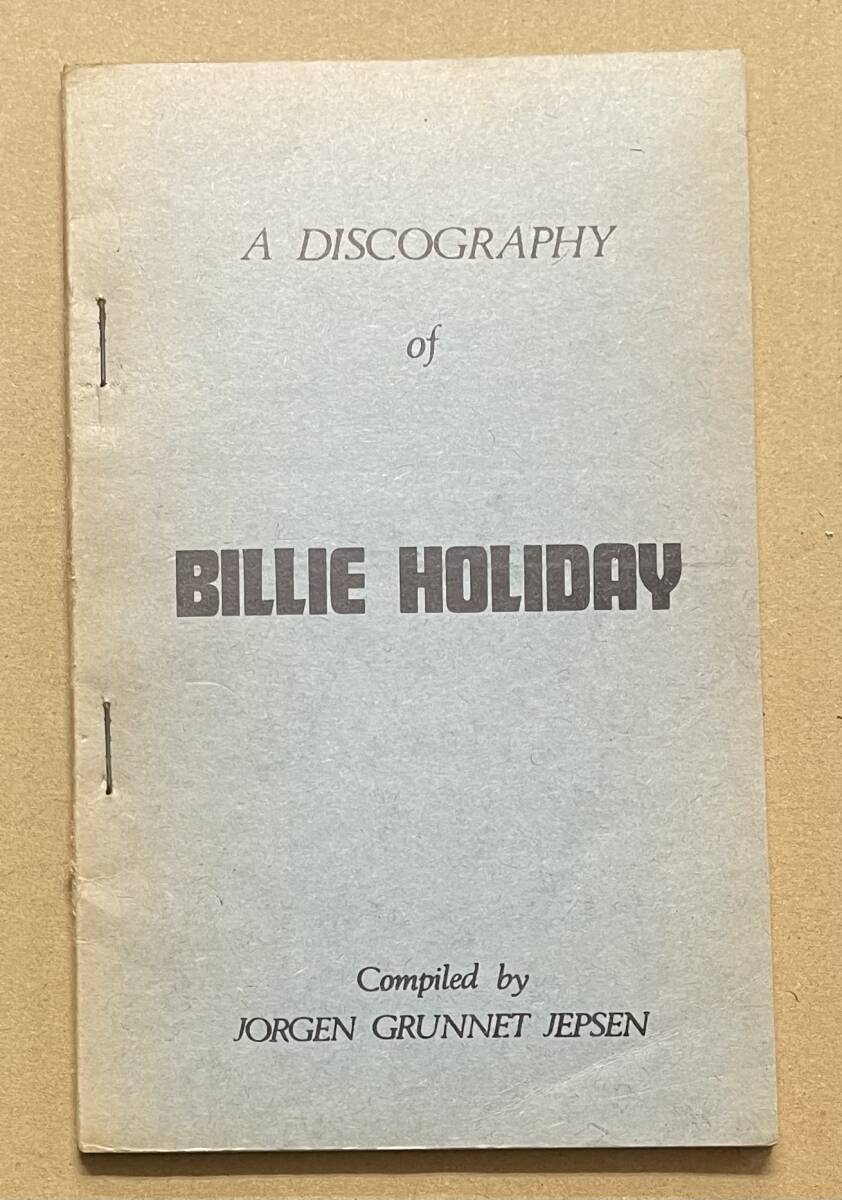 A DISCOGRAPHY
of
BILLIE HOLIDAY
Compiled by
JORGEN GRUNNET JEPSEN